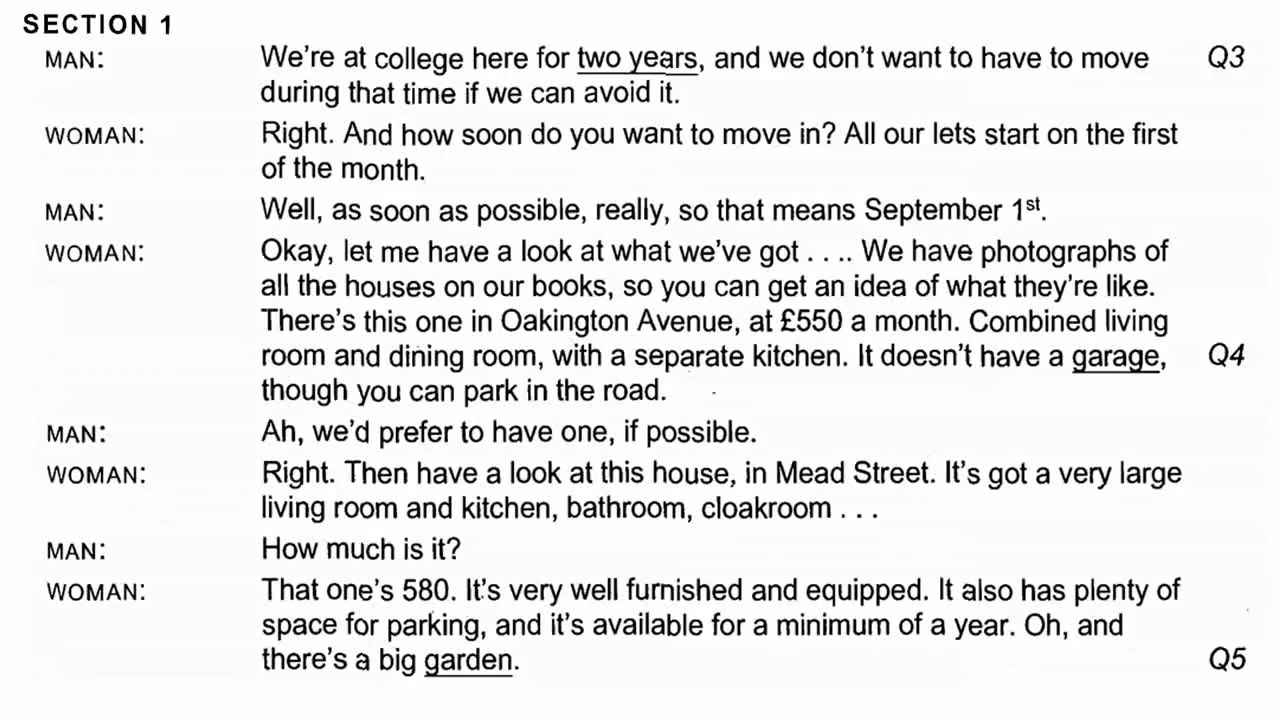 SECTION 1
MAN: We're at college here for two years, and we don't want to have to move Q3
during that time if we can avoid it.
WOMAN: Right. And how soon do you want to move in? All our lets start on the first
of the month.
MAN: Well, as soon as possible, really, so that means September 1st.
WOMAN: Okay, let me have a look at what we've got . . . . We have photographs of
all the houses on our books, so you can get an idea of what they're like.
There's this one in Oakington Avenue, at £550 a month. Combined living
room and dining room, with a separate kitchen. It doesn't have a garage, Q4
though you can park in the road.
MAN: Ah, we'd prefer to have one, if possible.
WOMAN: Right. Then have a look at this house, in Mead Street. It's got a very large
living room and kitchen, bathroom, cloakroom . . .
MAN: How much is it?
WOMAN: That one's 580. It's very well furnished and equipped. It also has plenty of
space for parking, and it's available for a minimum of a year. Oh, and
there's a big garden. Q5